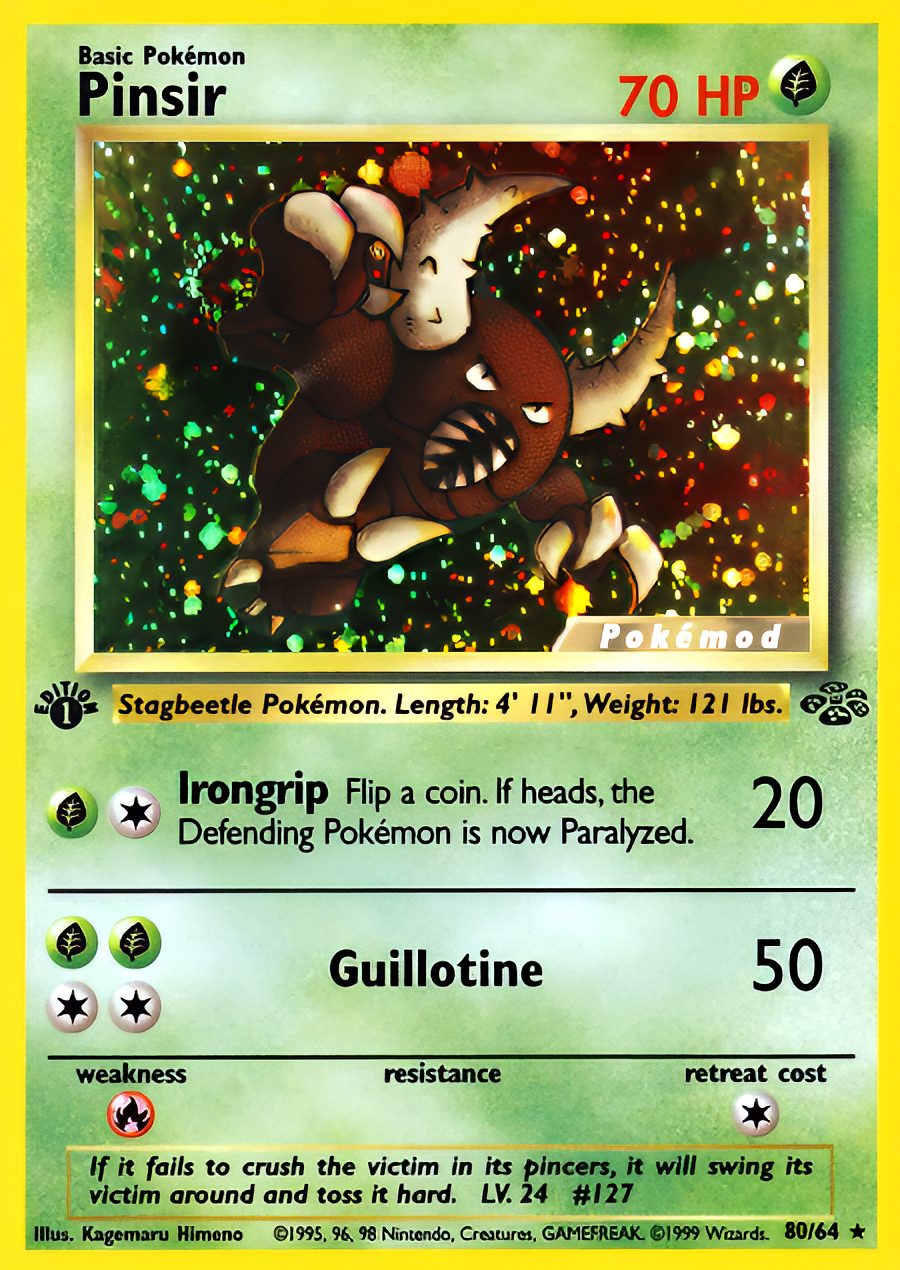 Basic Pokémon
Pinsir
70 HP
Pokémod
EDITION
1
Stagbeetle Pokémon. Length: 4' 11", Weight: 121 lbs.
Irongrip Flip a coin. If heads, the
Defending Pokémon is now Paralyzed.
20
Guillotine
50
weakness
resistance
retreat cost
If it fails to crush the victim in its pincers, it will swing its
victim around and toss it hard. LV. 24 #127
Illus. Kagemaru Himeno ©1995, 96, 98 Nintendo, Creatures, GAMEFREAK. ©1999 Wizards. 80/64